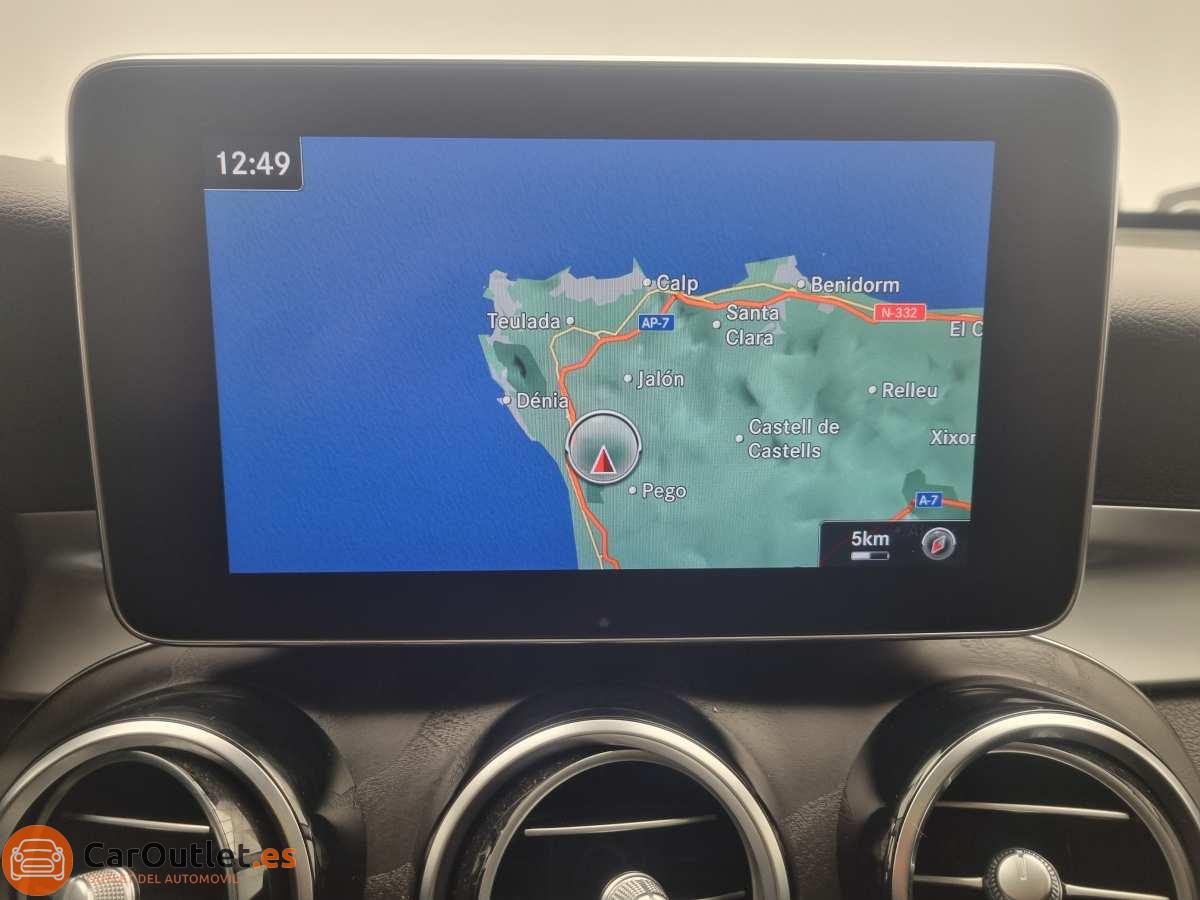 12:49
Calp
Benidorm
N-332
Teulada
AP-7
Santa
Clara
El C
Jalón
Relleu
Dénia
Castell de
Castells
Xixon
Pego
A-7
5km
CarOutlet.es
OUTLET DEL AUTOMOVIL